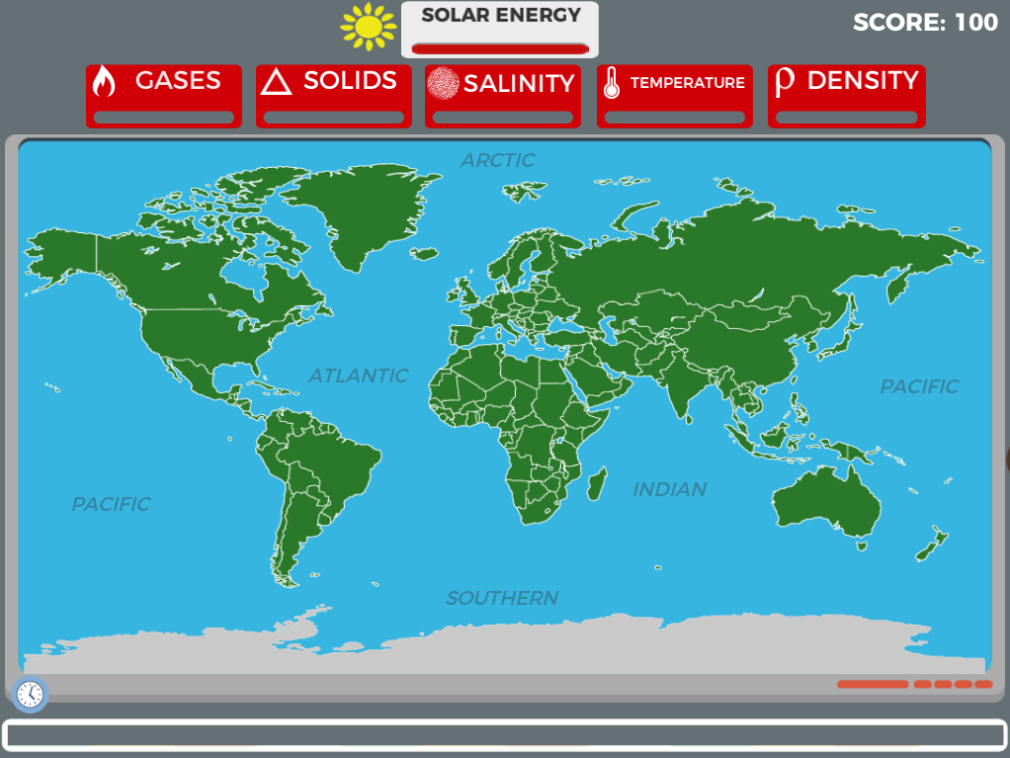 SOLAR ENERGY
SCORE: 100
GASES
SOLIDS
SALINITY
TEMPERATURE
ρ DENSITY
ARCTIC
ATLANTIC
PACIFIC
INDIAN
PACIFIC
SOUTHERN